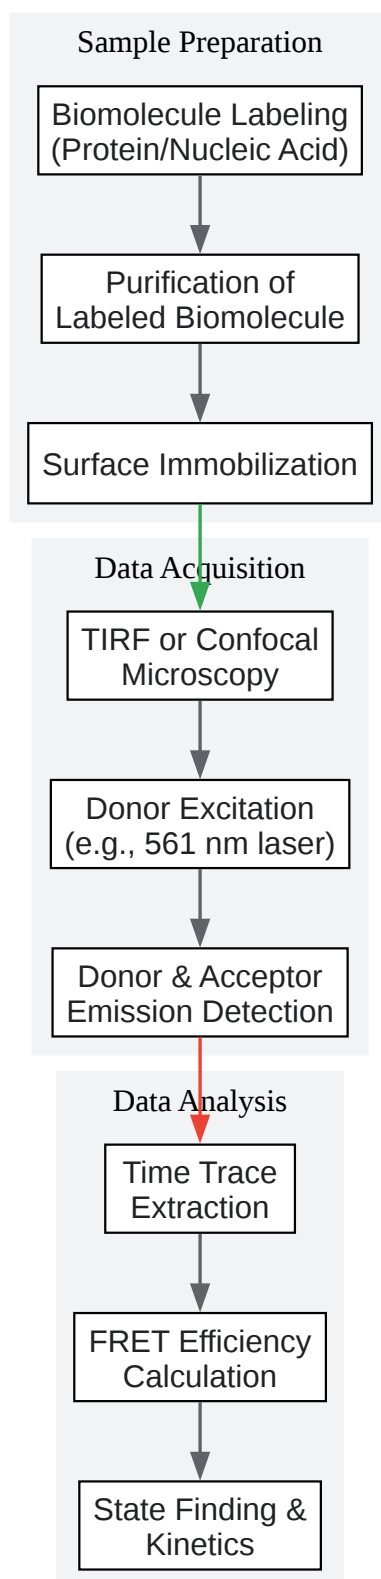 Sample Preparation
Biomolecule Labeling
(Protein/Nucleic Acid)
Purification of
Labeled Biomolecule
Surface Immobilization
Data Acquisition
TIRF or Confocal
Microscopy
Donor Excitation
(e.g., 561 nm laser)
Donor & Acceptor
Emission Detection
Data Analysis
Time Trace
Extraction
FRET Efficiency
Calculation
State Finding &
Kinetics